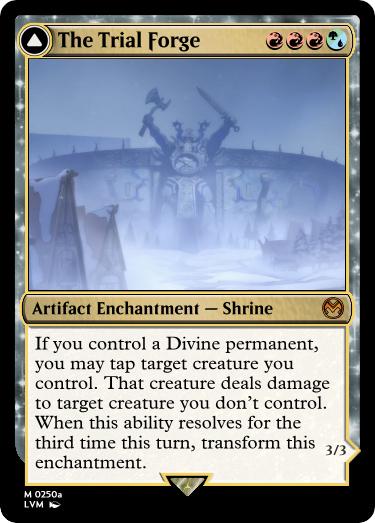 The Trial Forge
Artifact Enchantment — Shrine
If you control a Divine permanent,
you may tap target creature you
control. That creature deals damage
to target creature you don't control.
When this ability resolves for the
third time this turn, transform this
enchantment.
3/3
M 0250a
LVM